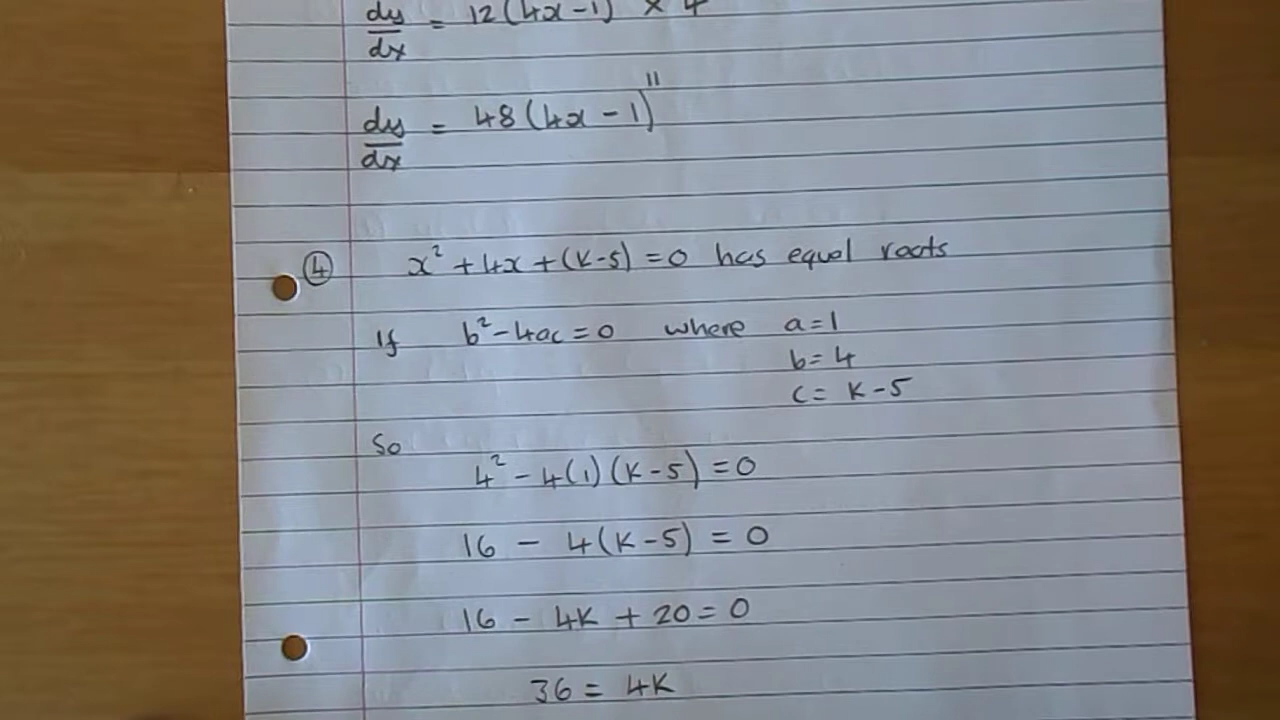 dy/dx = 12(4x-1) × 4
dy/dx = 48(4x-1)¹¹
④ x² + 4x + (k-5) = 0 has equal roots
If b² - 4ac = 0 where a = 1
b = 4
c = k-5
So
4² - 4(1)(k-5) = 0
16 - 4(k-5) = 0
16 - 4k + 20 = 0
36 = 4k